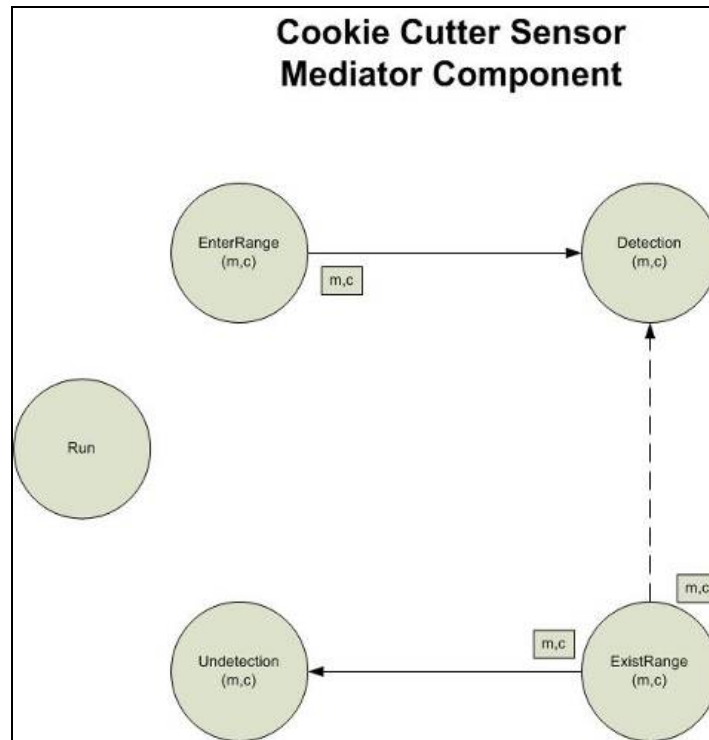 Cookie Cutter Sensor
Mediator Component
EnterRange
(m,c)
m,c
Detection
(m,c)
Run
m,c
m,c
Undetection
(m,c)
ExistRange
(m,c)